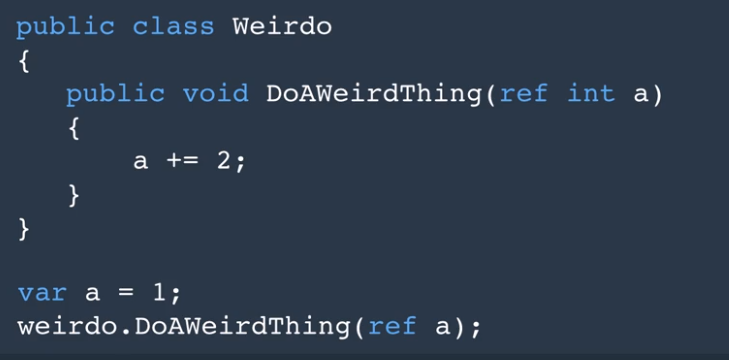 public class Weirdo
{
public void DoAWeirdThing(ref int a)
{
a += 2;
}
}
var a = 1;
weirdo.DoAWeirdThing(ref a);